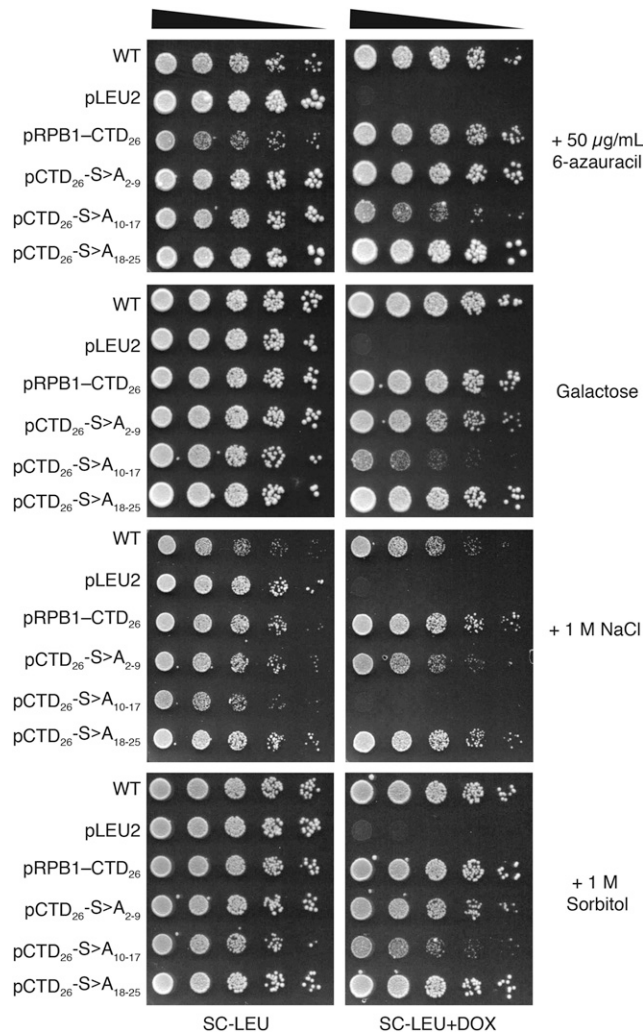 WT
pLEU2
pRPB1–CTD26
pCTD26-S>A2-9
pCTD26-S>A10-17
pCTD26-S>A18-25
+ 50 µg/mL
6-azauracil
WT
pLEU2
pRPB1–CTD26
pCTD26-S>A2-9
pCTD26-S>A10-17
pCTD26-S>A18-25
Galactose
WT
pLEU2
pRPB1–CTD26
pCTD26-S>A2-9
pCTD26-S>A10-17
pCTD26-S>A18-25
+ 1 M NaCl
WT
pLEU2
pRPB1–CTD26
pCTD26-S>A2-9
pCTD26-S>A10-17
pCTD26-S>A18-25
+ 1 M
Sorbitol
SC-LEU
SC-LEU+DOX